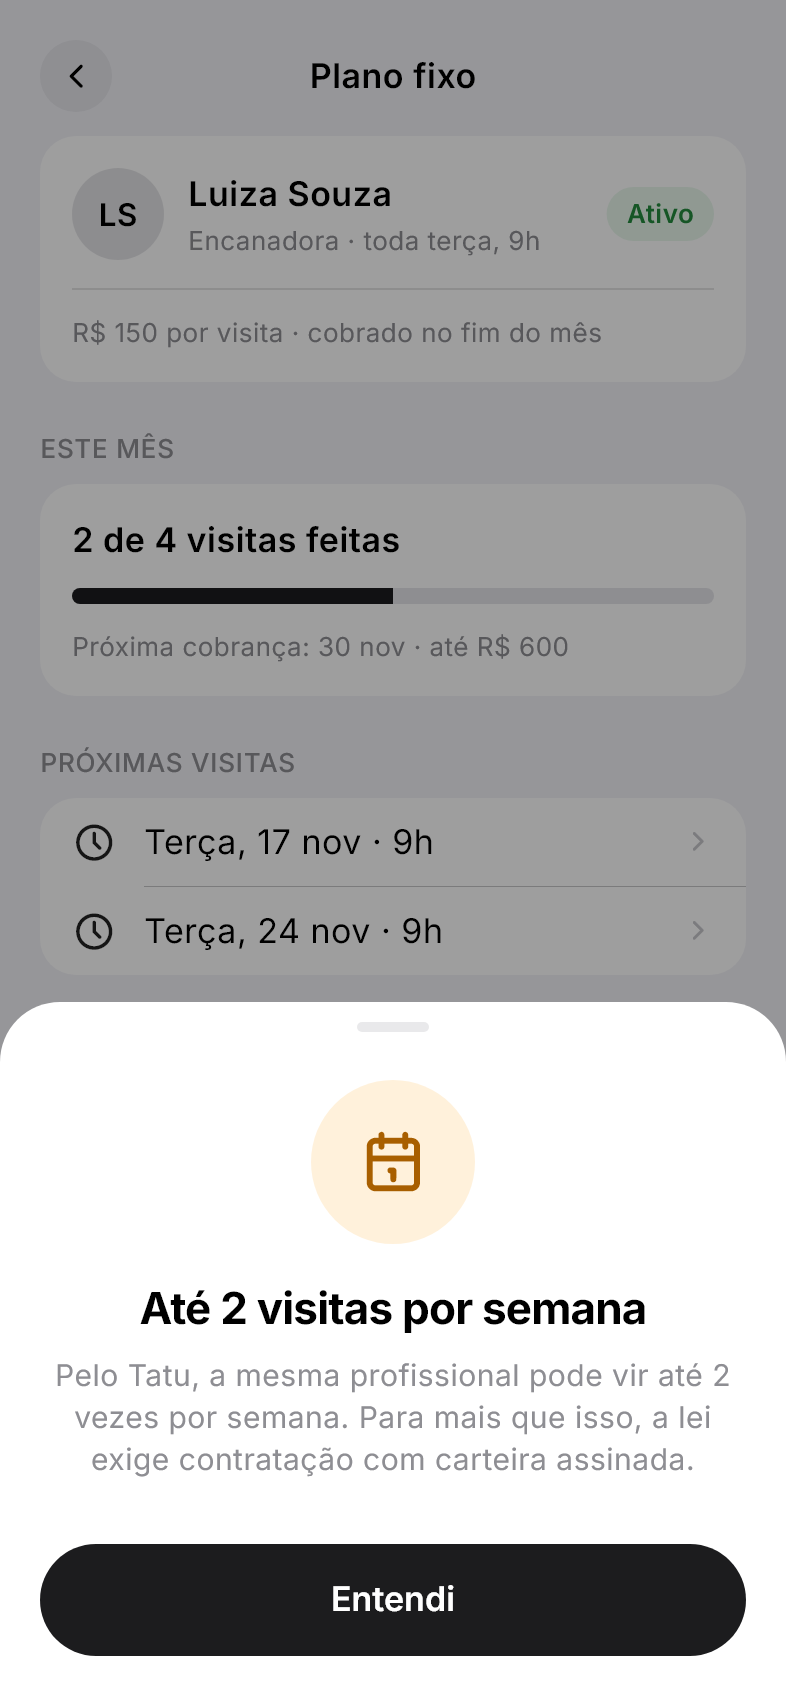 Plano fixo
LS
Luiza Souza
Encanadora · toda terça, 9h
Ativo
R$ 150 por visita · cobrado no fim do mês
ESTE MÊS
2 de 4 visitas feitas
Próxima cobrança: 30 nov · até R$ 600
PRÓXIMAS VISITAS
Terça, 17 nov · 9h
Terça, 24 nov · 9h
Até 2 visitas por semana
Pelo Tatu, a mesma profissional pode vir até 2
vezes por semana. Para mais que isso, a lei
exige contratação com carteira assinada.
Entendi